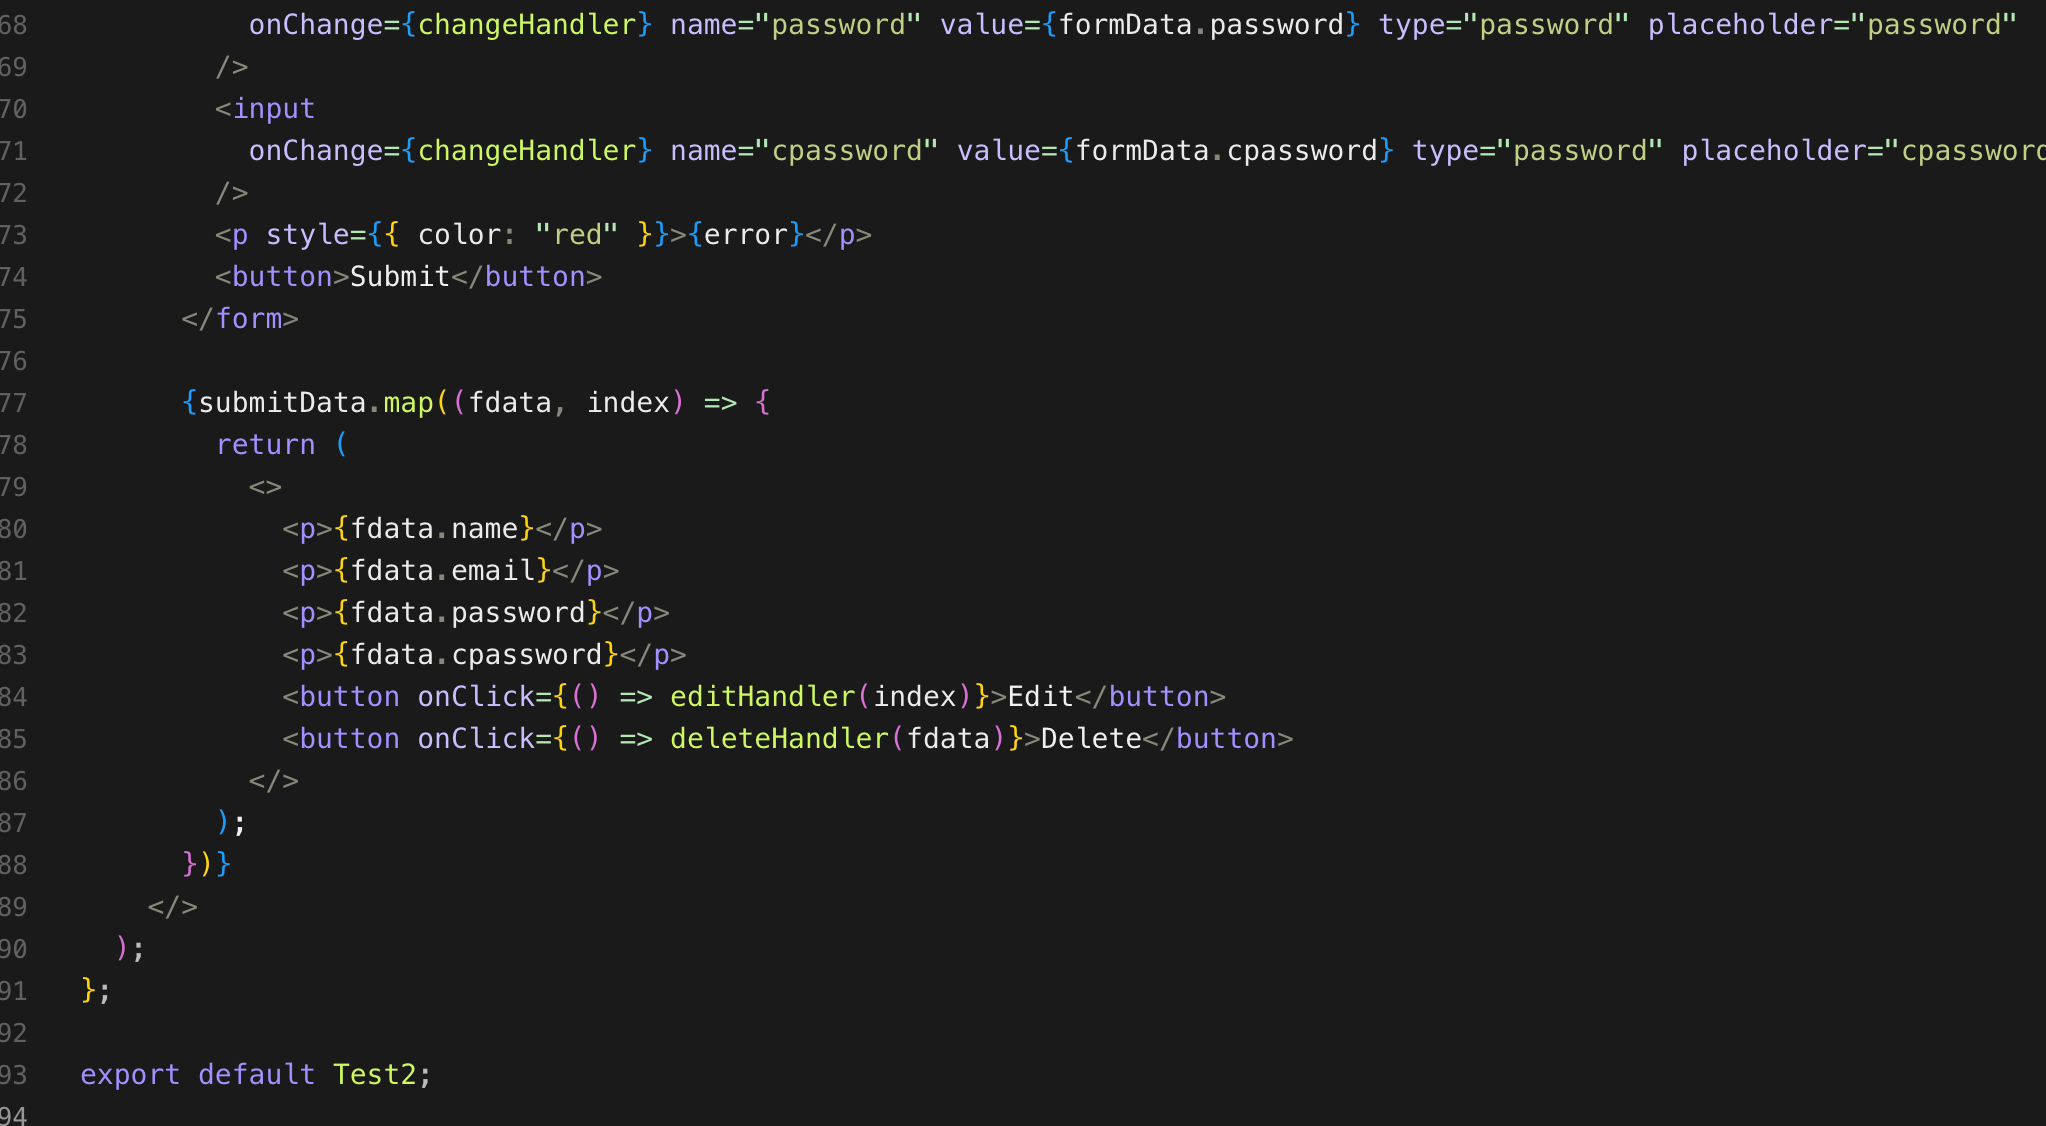 68 onChange={changeHandler} name="password" value={formData.password} type="password" placeholder="password"
69 />
70 <input
71 onChange={changeHandler} name="cpassword" value={formData.cpassword} type="password" placeholder="cpassword
72 />
73 <p style={{ color: "red" }}>{error}</p>
74 <button>Submit</button>
75 </form>
76
77 {submitData.map((fdata, index) => {
78 return (
79 <>
80 <p>{fdata.name}</p>
81 <p>{fdata.email}</p>
82 <p>{fdata.password}</p>
83 <p>{fdata.cpassword}</p>
84 <button onClick={() => editHandler(index)}>Edit</button>
85 <button onClick={() => deleteHandler(fdata)}>Delete</button>
86 </>
87 );
88 })}
89 </>
90 );
91 };
92
93 export default Test2;
94